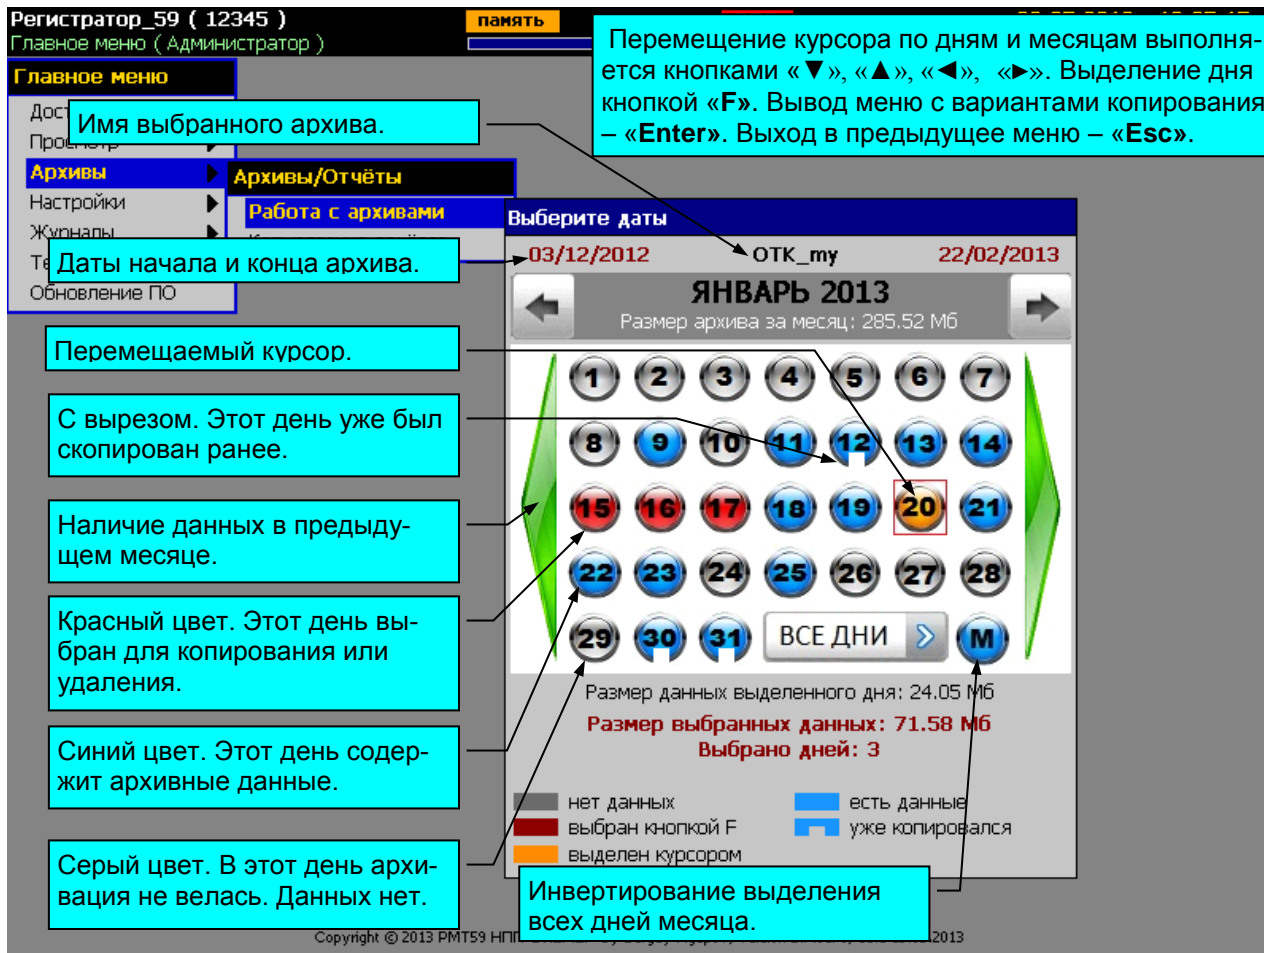 Регистратор_59 ( 12345 )
Главное меню ( Администратор )
память
Перемещение курсора по дням и месяцам выполня-
ется кнопками «▼», «▲», «◄», «►». Выделение дня
кнопкой «F». Вывод меню с вариантами копирования
– «Enter». Выход в предыдущее меню – «Esc».
Главное меню
Имя выбранного архива.
Архивы
Настройки
Журналы
Обновление ПО
Архивы/Отчёты
Работа с архивами
Даты начала и конца архива.
Перемещаемый курсор.
С вырезом. Этот день уже был
скопирован ранее.
Наличие данных в предыду-
щем месяце.
Красный цвет. Этот день вы-
бран для копирования или
удаления.
Синий цвет. Этот день содер-
жит архивные данные.
Серый цвет. В этот день архи-
вация не велась. Данных нет.
Выберите даты
03/12/2012 OTK_my 22/02/2013
ЯНВАРЬ 2013
Размер архива за месяц: 285.52 Мб
1 2 3 4 5 6 7
8 9 10 11 12 13 14
15 16 17 18 19 20 21
22 23 24 25 26 27 28
29 30 31 ВСЕ ДНИ М
Размер данных выделенного дня: 24.05 Мб
Размер выбранных данных: 71.58 Мб
Выбрано дней: 3
нет данных есть данные
выбран кнопкой F уже копировался
выделен курсором
Инвертирование выделения
всех дней месяца.
Copyright © 2013 РМТ59